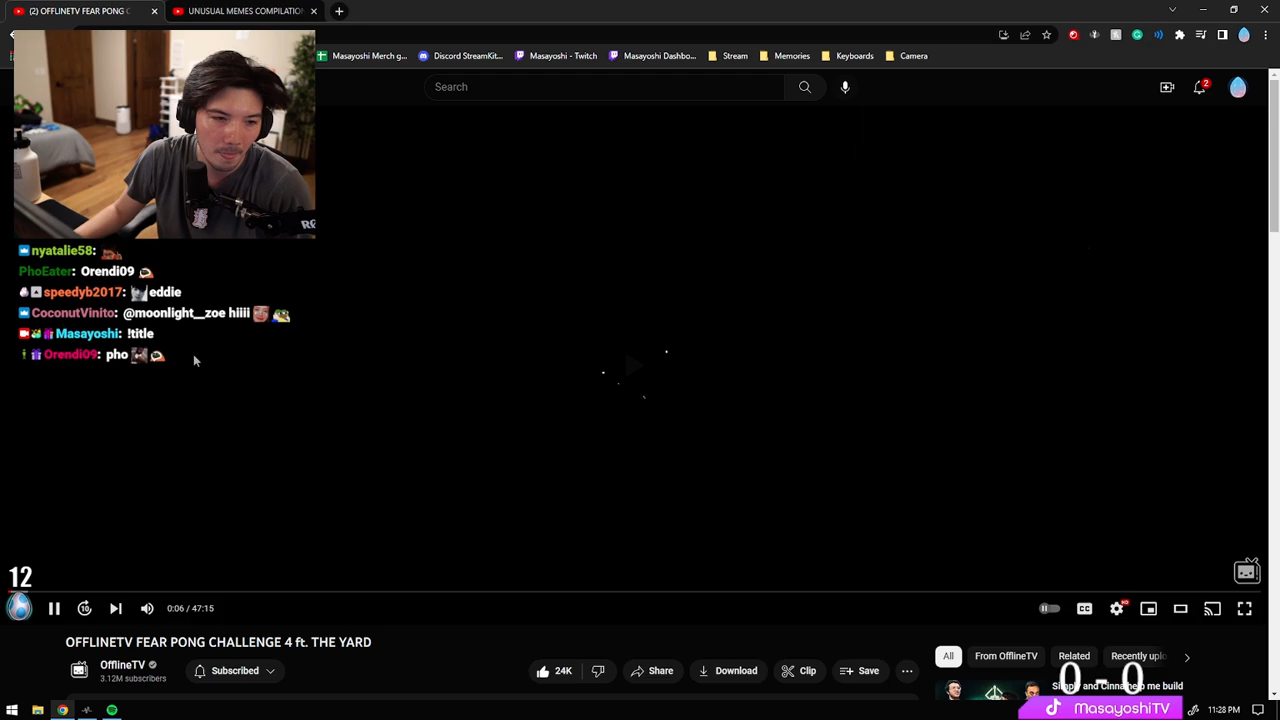 (2) OFFLINETV FEAR PONG C
UNUSUAL MEMES COMPILATION
Masayoshi Merch g...
Discord StreamKit...
Masayoshi - Twitch
Masayoshi Dashbo...
Stream
Memories
Keyboards
Camera
Search
2
nyatalie58:
PhoEater: Orendi09
speedyb2017: eddie
CoconutVinito: @moonlight__zoe hiiii
Masayoshi: !title
Orendi09: pho
12
10
0:06 / 47:15
CC
HD
OFFLINETV FEAR PONG CHALLENGE 4 ft. THE YARD
OfflineTV
3.12M subscribers
Subscribed
24K
Share
Download
Clip
Save
All
From OfflineTV
Related
Recently uplo
0 - 0
MasayoshiTV
11:28 PM